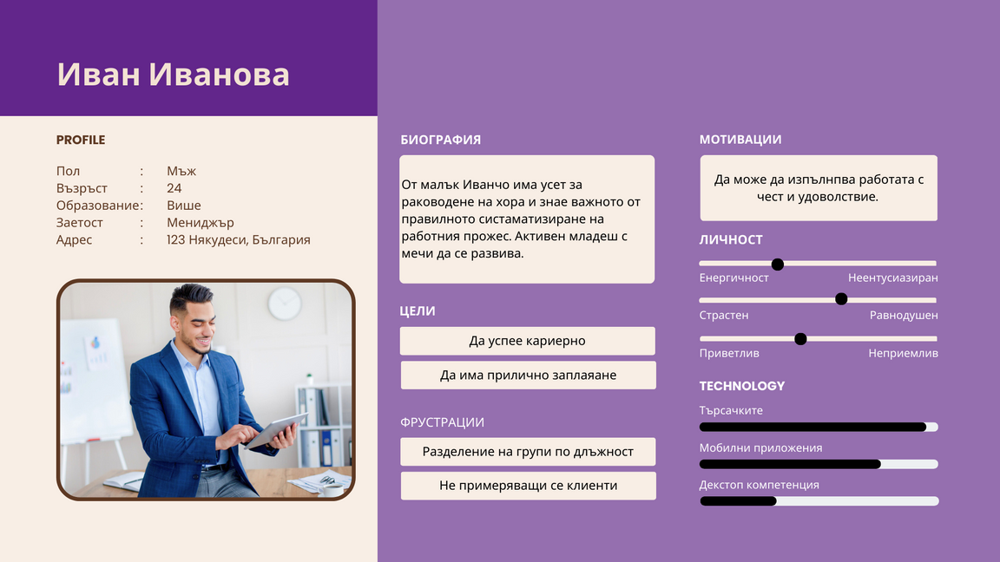 Иван Иванова
PROFILE
Пол : Мъж
Възръст : 24
Образование: Више
Заетост : Мениджър
Адрес : 123 Някудеси, България
БИОГРАФИЯ
От малък Иванчо има усет за
раководене на хора и знае важното от
правилното систаматизиране на
работния прожес. Активен младеш с
мечи да се развива.
ЦЕЛИ
Да успее кариерно
Да има прилично заплаяане
ФРУСТРАЦИИ
Разделение на групи по длъжност
Не примеряващи се клиенти
МОТИВАЦИИ
Да може да изпълнпва работата с
чест и удоволствие.
ЛИЧНОСТ
Енергичност Неентусиазиран
Страстен Равнодушен
Приветлив Неприемлив
TECHNOLOGY
Търсачките
Мобилни приложения
Декстоп компетенция